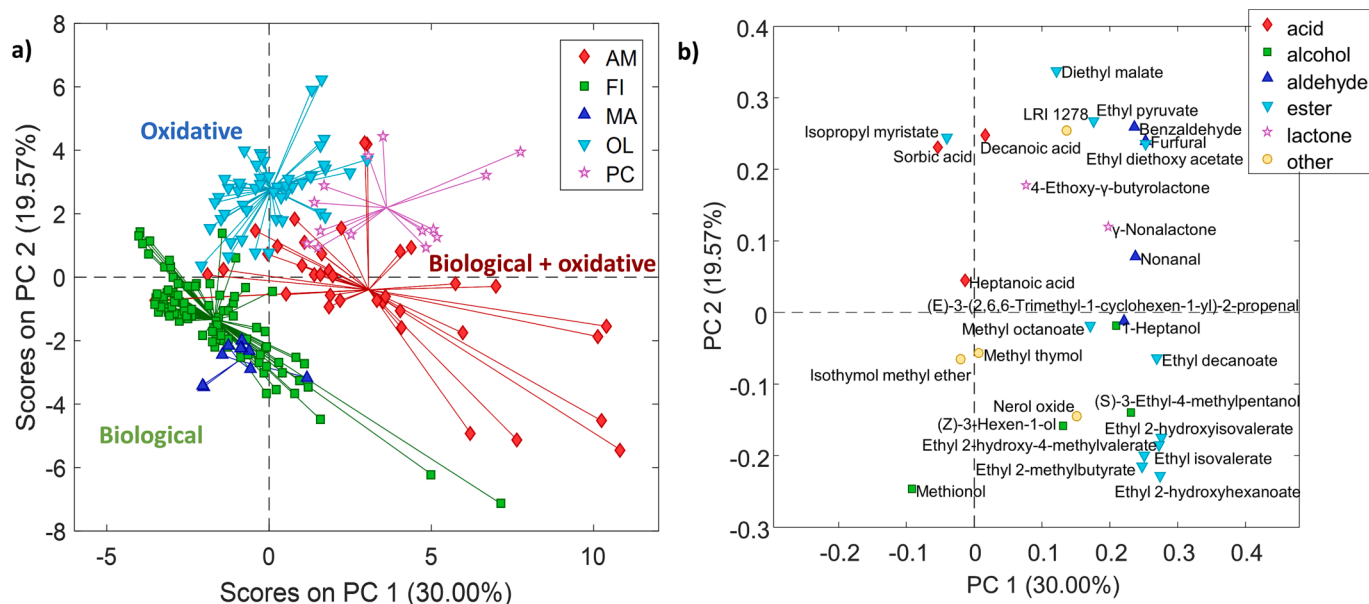 a)
Scores on PC 2 (19.57%)
8
6
4
2
0
-2
-4
-6
-8
-5
0
5
10
Scores on PC 1 (30.00%)
Oxidative
Biological + oxidative
Biological
AM
FI
MA
OL
PC
b)
PC 2 (19.57%)
0.4
0.3
0.2
0.1
0
-0.1
-0.2
-0.3
-0.2
-0.1
0
0.1
0.2
0.3
0.4
PC 1 (30.00%)
acid
alcohol
aldehyde
ester
lactone
other
Diethyl malate
LRI 1278
Ethyl pyruvate
Isopropyl myristate
Benzaldehyde
Sorbic acid
Decanoic acid
Furfural
Ethyl diethoxy acetate
4-Ethoxy-γ-butyrolactone
γ-Nonalactone
Nonanal
Heptanoic acid
(E)-3-(2,6,6-Trimethyl-1-cyclohexen-1-yl)-2-propenal
Methyl octanoate
1-Heptanol
Methyl thymol
Ethyl decanoate
Isothymol methyl ether
Nerol oxide
(S)-3-Ethyl-4-methylpentanol
(Z)-3-Hexen-1-ol
Ethyl 2-hydroxyisovalerate
Ethyl 2-hydroxy-4-methylvalerate
Ethyl isovalerate
Ethyl 2-methylbutyrate
Methionol
Ethyl 2-hydroxyhexanoate